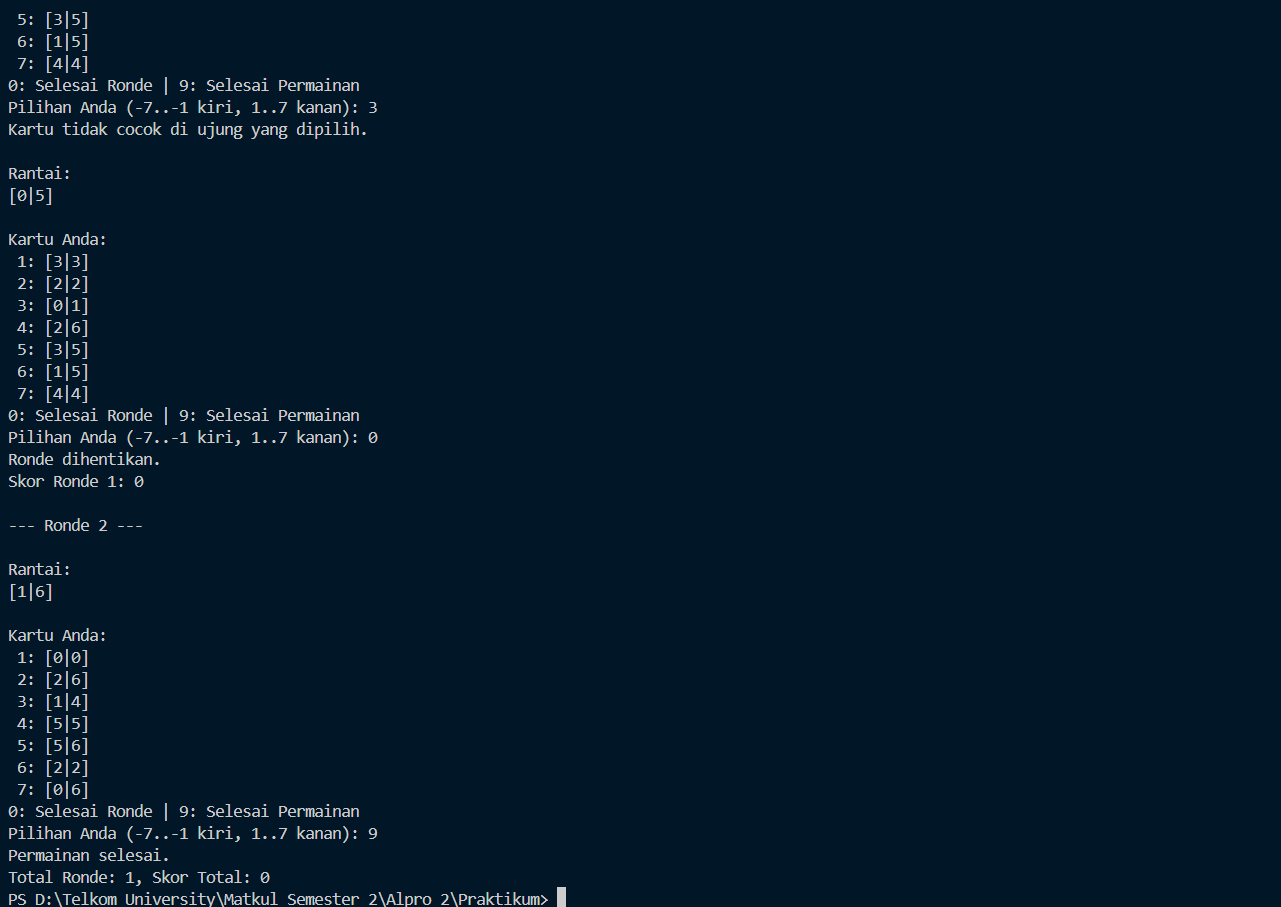 5: [3|5]
6: [1|5]
7: [4|4]
0: Selesai Ronde | 9: Selesai Permainan
Pilihan Anda (-7..-1 kiri, 1..7 kanan): 3
Kartu tidak cocok di ujung yang dipilih.
Rantai:
[0|5]
Kartu Anda:
1: [3|3]
2: [2|2]
3: [0|1]
4: [2|6]
5: [3|5]
6: [1|5]
7: [4|4]
0: Selesai Ronde | 9: Selesai Permainan
Pilihan Anda (-7..-1 kiri, 1..7 kanan): 0
Ronde dihentikan.
Skor Ronde 1: 0
--- Ronde 2 ---
Rantai:
[1|6]
Kartu Anda:
1: [0|0]
2: [2|6]
3: [1|4]
4: [5|5]
5: [5|6]
6: [2|2]
7: [0|6]
0: Selesai Ronde | 9: Selesai Permainan
Pilihan Anda (-7..-1 kiri, 1..7 kanan): 9
Permainan selesai.
Total Ronde: 1, Skor Total: 0
PS D:\Telkom University\Matkul Semester 2\Alpro 2\Praktikum>